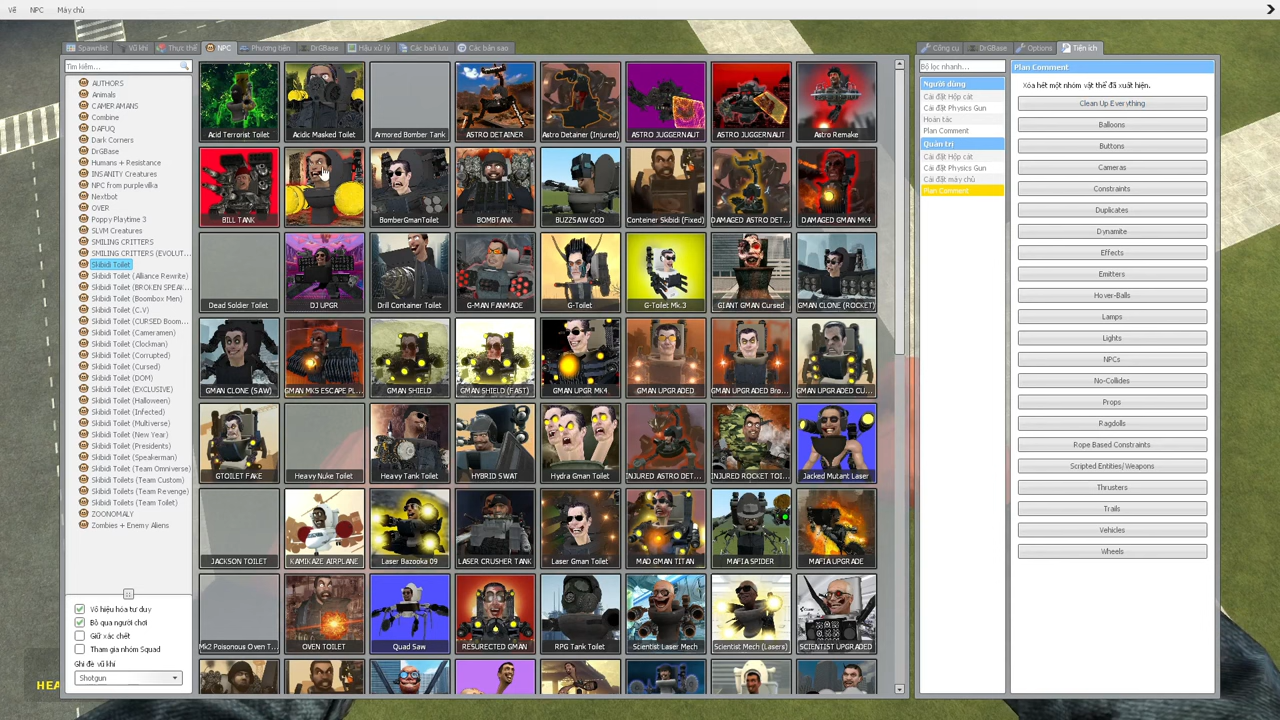 Vẽ
NPC
Máy chủ
Spawnlist
Vũ khí
Thực thể
NPC
Phương tiện
DrGBase
Hậu xử lý
Các bản lưu
Các bản sao
Công cụ
DrGBase
Options
Tiện ích
Tìm kiếm...
AUTHORS
Animals
CAMERAMANS
Combine
DAFUQ
Dark Corners
DrGBase
Humans + Resistance
INSANITY Creatures
NPC from purplevilka
Nextbot
OVER
Poppy Playtime 3
SLVM Creatures
SMILING CRITTERS
SMILING CRITTERS (EVOLUT...
Skibidi Toilet
Skibidi Toilet (Alliance Rewrite)
Skibidi Toilet (BROKEN SPEAK...
Skibidi Toilet (Boombox Men)
Skibidi Toilet (C.V)
Skibidi Toilet (CURSED Boom...
Skibidi Toilet (Cameramen)
Skibidi Toilet (Clockman)
Skibidi Toilet (Corrupted)
Skibidi Toilet (Cursed)
Skibidi Toilet (DOM)
Skibidi Toilet (EXCLUSIVE)
Skibidi Toilet (Halloween)
Skibidi Toilet (Infected)
Skibidi Toilet (Multiverse)
Skibidi Toilet (New Year)
Skibidi Toilet (Presidents)
Skibidi Toilet (Speakerman)
Skibidi Toilet (Team Omniverse)
Skibidi Toilets (Team Custom)
Skibidi Toilets (Team Revenge)
Skibidi Toilets (Team Toilet)
ZOONOMALY
Zombies + Enemy Aliens
Vô hiệu hóa tư duy
Bỏ qua người chơi
Giữ xác chết
Tham gia nhóm Squad
Ghi đè vũ khí
Shotgun
HEA
Acid Terrorist Toilet
Acidic Masked Toilet
Armored Bomber Tank
ASTRO DETAINER
Astro Detainer (Injured)
ASTRO JUGGERNAUT
ASTRO JUGGERNAUT
Astro Remake
BILL TANK
BomberGmanToilet
BOMBTANK
BUZZSAW GOD
Conteiner Skibidi (Fixed)
DAMAGED ASTRO DET...
DAMAGED GMAN MK4
Dead Soldier Toilet
DJ UPGR
Drill Container Toilet
G-MAN FANMADE
G-Toilet
G-Toilet Mk.3
GIANT GMAN Cursed
GMAN CLONE (ROCKET)
GMAN CLONE (SAW)
GMAN MK5 ESCAPE PL...
GMAN SHIELD
GMAN SHIELD (FAST)
GMAN UPGR MK4
GMAN UPGRADED
GMAN UPGRADED Bro...
GMAN UPGRADED CU...
GTOILET FAKE
Heavy Nuke Toilet
Heavy Tank Toilet
HYBRID SWAT
Hydra Gman Toilet
INJURED ASTRO DET...
INJURED ROCKET TOI...
Jacked Mutant Laser
JACKSON TOILET
KAMIKAZE AIRPLANE
Laser Bazooka 09
LASER CRUSHER TANK
Laser Gman Toilet
MAD GMAN TITAN
MAFIA SPIDER
MAFIA UPGRADE
Mk2 Poisonous Oven T...
OVEN TOILET
Quad Saw
RESURECTED GMAN
RPG Tank Toilet
Scientist Laser Mech
Scientist Mech (Lasers)
SCIENTIST UPGRADED
Bộ lọc nhanh...
Người dùng
Cài đặt Hộp cát
Cài đặt Physics Gun
Hoàn tác
Plan Comment
Quản trị
Cài đặt Hộp cát
Cài đặt Physics Gun
Cài đặt máy chủ
Plan Comment
Plan Comment
Xóa hết một nhóm vật thể đã xuất hiện.
Clean Up Everything
Balloons
Buttons
Cameras
Constraints
Duplicates
Dynamite
Effects
Emitters
Hover-Balls
Lamps
Lights
NPCs
No-Collides
Props
Ragdolls
Rope Based Constraints
Scripted Entities/Weapons
Thrusters
Trails
Vehicles
Wheels